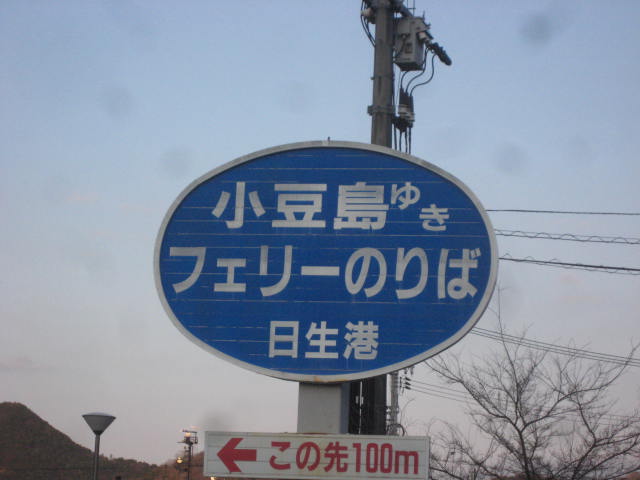 小豆島ゆき
フェリーのりば
日生港
←この先100m